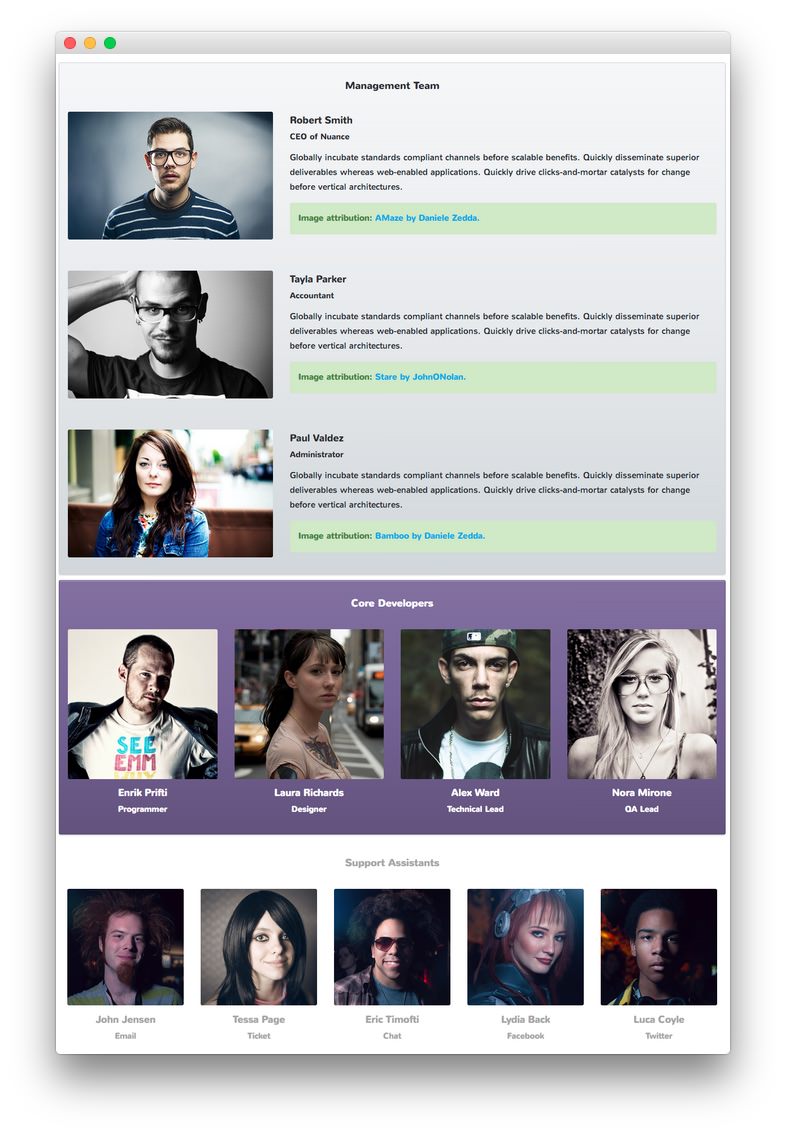 Management Team
Robert Smith
CEO of Nuance
Globally incubate standards compliant channels before scalable benefits. Quickly disseminate superior
deliverables whereas web-enabled applications. Quickly drive clicks-and-mortar catalysts for change
before vertical architectures.
Image attribution: AMaze by Daniele Zedda.
Tayla Parker
Accountant
Globally incubate standards compliant channels before scalable benefits. Quickly disseminate superior
deliverables whereas web-enabled applications. Quickly drive clicks-and-mortar catalysts for change
before vertical architectures.
Image attribution: Stare by JohnONolan.
Paul Valdez
Administrator
Globally incubate standards compliant channels before scalable benefits. Quickly disseminate superior
deliverables whereas web-enabled applications. Quickly drive clicks-and-mortar catalysts for change
before vertical architectures.
Image attribution: Bamboo by Daniele Zedda.
Core Developers
SEE
EMM
Enrik Prifti
Programmer
Laura Richards
Designer
Alex Ward
Technical Lead
Nora Mirone
QA Lead
Support Assistants
John Jensen
Email
Tessa Page
Ticket
Eric Timofti
Chat
Lydia Back
Facebook
Luca Coyle
Twitter